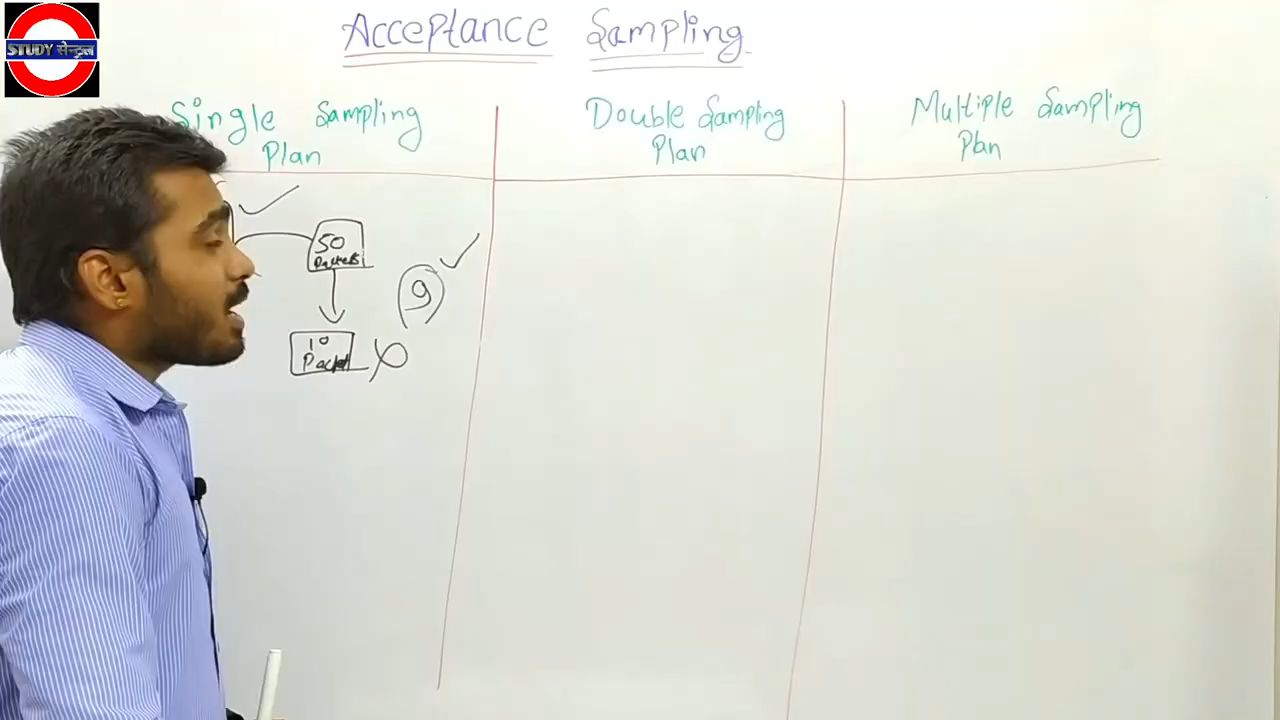 STUDY सेन्ट्रल
Acceptance Sampling
Single Sampling
Plan
Double Sampling
Plan
Multiple Sampling
Plan
50
Packets
9
10
Packet